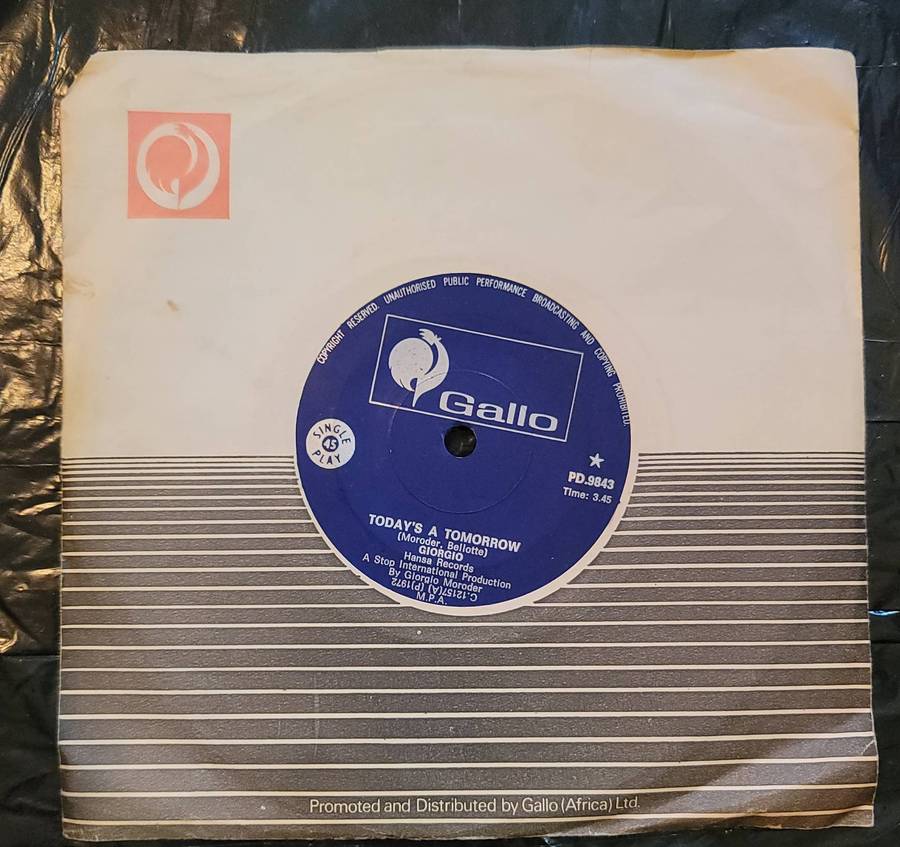 COPYRIGHT RESERVED. UNAUTHORISED PUBLIC PERFORMANCE BROADCASTING AND COPYING PROHIBITED.
Gallo
SINGLE
45
PLAY
PD.9843
Time: 3.45
TODAY'S A TOMORROW
(Moroder, Bellotte)
GIORGIO
Hansa Records
A Stop International Production
By Giorgio Moroder
C.12157(A) (P)1972
M.P.A.
Promoted and Distributed by Gallo (Africa) Ltd.